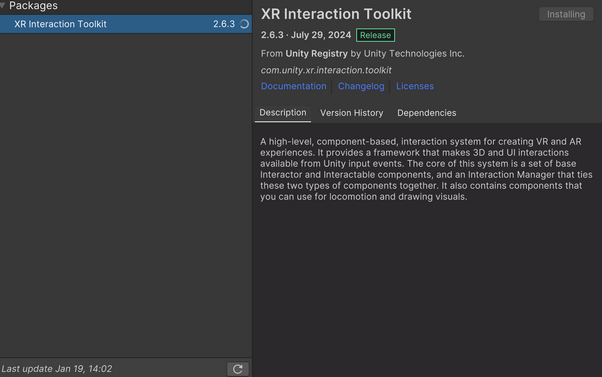 Packages
XR Interaction Toolkit 2.6.3
Last update Jan 19, 14:02
XR Interaction Toolkit
Installing
2.6.3 · July 29, 2024 Release
From Unity Registry by Unity Technologies Inc.
com.unity.xr.interaction.toolkit
Documentation Changelog Licenses
Description Version History Dependencies
A high-level, component-based, interaction system for creating VR and AR
experiences. It provides a framework that makes 3D and UI interactions
available from Unity input events. The core of this system is a set of base
Interactor and Interactable components, and an Interaction Manager that ties
these two types of components together. It also contains components that
you can use for locomotion and drawing visuals.